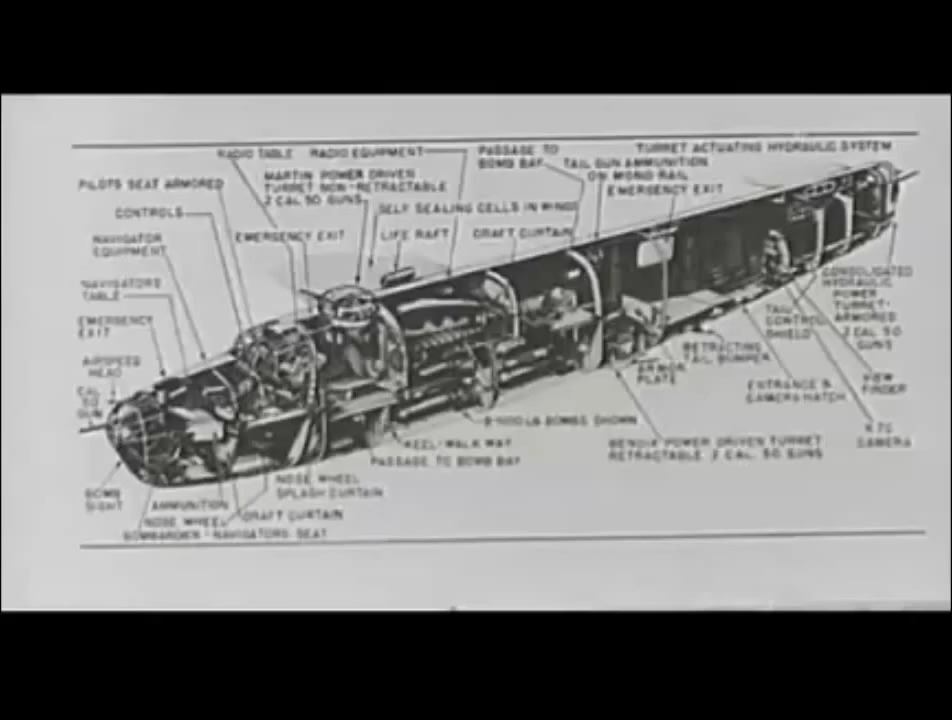 RADIO TABLE
RADIO EQUIPMENT
PASSAGE TO
BOMB BAY
TURRET ACTUATING HYDRAULIC SYSTEM
TAIL GUN AMMUNITION
ON MONO RAIL
EMERGENCY EXIT
PILOTS SEAT ARMORED
MARTIN POWER DRIVEN
TURRET NON-RETRACTABLE
2 CAL 50 GUNS
SELF SEALING CELLS IN WINGS
CONTROLS
EMERGENCY EXIT
LIFE RAFT
DRAFT CURTAIN
NAVIGATOR
EQUIPMENT
NAVIGATORS
TABLE
EMERGENCY
EXIT
AIRSPEED
HEAD
CAL
50
GUN
BOMB
SIGHT
AMMUNITION
NOSE WHEEL
BOMBARDIER-NAVIGATORS SEAT
DRAFT CURTAIN
NOSE WHEEL
SPLASH CURTAIN
PASSAGE TO BOMB BAY
KEEL-WALK WAY
8-1100 LB BOMBS SHOWN
BENDIX POWER DRIVEN TURRET
RETRACTABLE 2 CAL. 50 GUNS
ARMOR
PLATE
RETRACTING
TAIL BUMPER
ENTRANCE &
CAMERA HATCH
TAIL
CONTROL
SHIELD
CONSOLIDATED
HYDRAULIC
POWER
TURRET-
ARMORED
2 CAL 50
GUNS
VIEW
FINDER
CAMERA